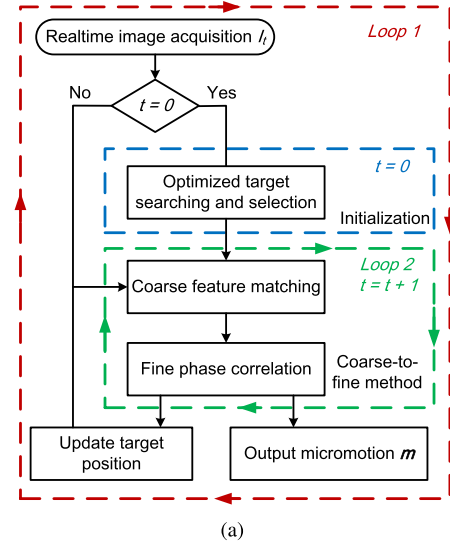 Realtime image acquisition It
Loop 1
No
t = 0
Yes
t = 0
Optimized target
searching and selection
Initialization
Loop 2
t = t + 1
Coarse feature matching
Fine phase correlation
Coarse-to-
fine method
Update target
position
Output micromotion m
(a)